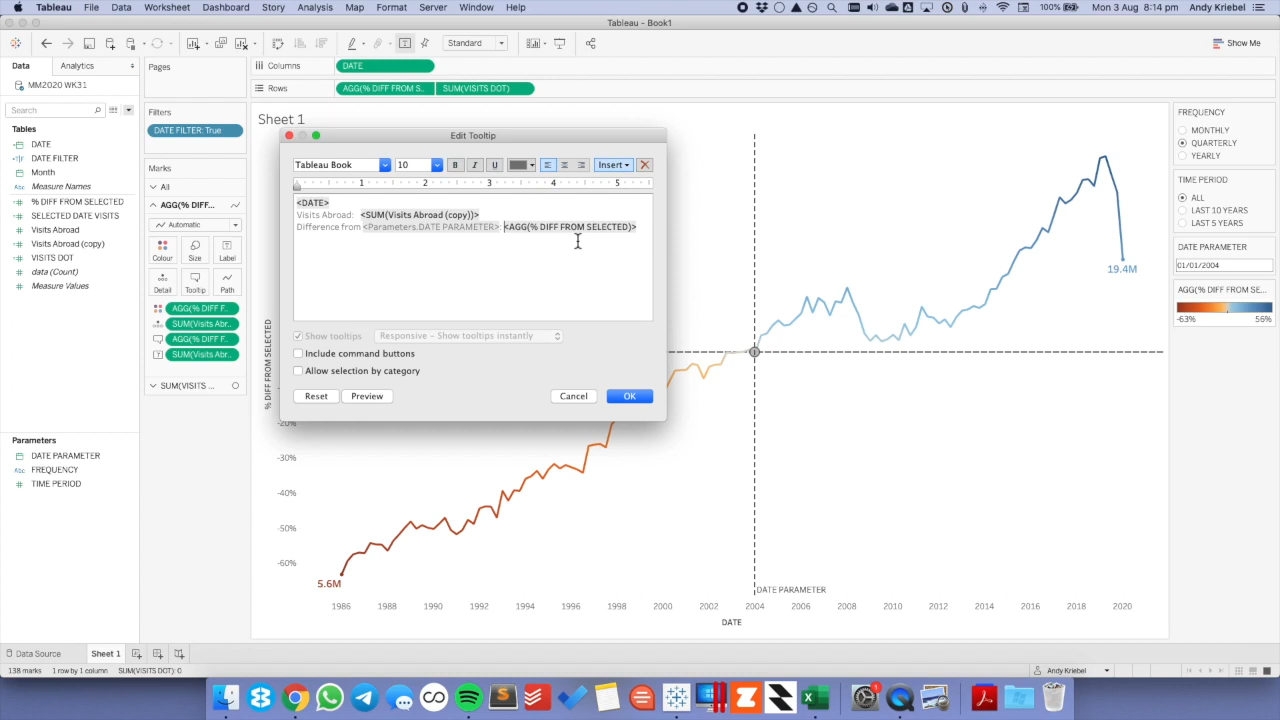 Tableau File Data Worksheet Dashboard Story Analysis Map Format Server Window Help
100% Mon 3 Aug 8:14 pm Andy Kriebel
Tableau - Book1
Standard
Show Me
Data Analytics
Pages
Columns DATE
MM2020 WK31
Rows AGG(% DIFF FROM S.. SUM(VISITS DOT)
Search
Filters
DATE FILTER: True
Tables
DATE
DATE FILTER
Month
Measure Names
% DIFF FROM SELECTED
SELECTED DATE VISITS
Visits Abroad
Visits Abroad (copy)
VISITS DOT
data (Count)
Measure Values
Marks
All
AGG(% DIFF...
Automatic
Colour Size Label
Detail Tooltip Path
AGG(% DIFF F..
SUM(Visits Abr..
AGG(% DIFF F..
SUM(Visits Abr..
SUM(VISITS ...
Parameters
DATE PARAMETER
FREQUENCY
TIME PERIOD
Sheet 1
Edit Tooltip
Tableau Book 10 B I U Insert
1 2 3 4 5
<DATE>
Visits Abroad: <SUM(Visits Abroad (copy))>
Difference from <Parameters.DATE PARAMETER>: <AGG(% DIFF FROM SELECTED)>
Show tooltips Responsive – Show tooltips instantly
Include command buttons
Allow selection by category
Reset Preview Cancel OK
% DIFF FROM SELECTED
-20%
-30%
-40%
-50%
-60%
5.6M
19.4M
DATE PARAMETER
1986 1988 1990 1992 1994 1996 1998 2000 2002 2004 2006 2008 2010 2012 2014 2016 2018 2020
DATE
FREQUENCY
MONTHLY
QUARTERLY
YEARLY
TIME PERIOD
ALL
LAST 10 YEARS
LAST 5 YEARS
DATE PARAMETER
01/01/2004
AGG(% DIFF FROM SE...
-63% 56%
Data Source Sheet 1
138 marks 1 row by 1 column SUM(VISITS DOT): 0
Andy Kriebel
1